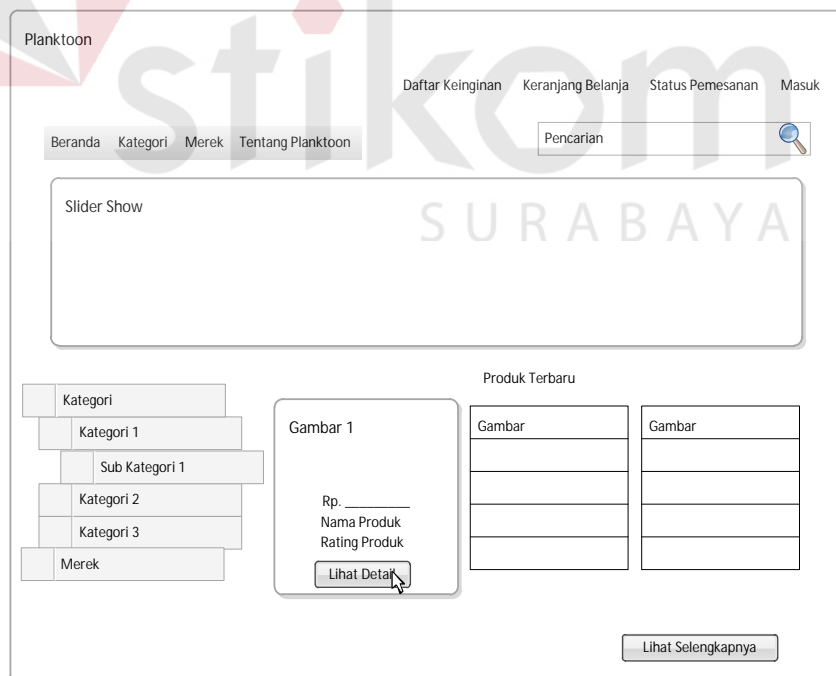 Planktoon
stikom
SURABAYA
Daftar Keinginan Keranjang Belanja Status Pemesanan Masuk
Beranda Kategori Merek Tentang Planktoon
Pencarian
Slider Show
Kategori
Kategori 1
Sub Kategori 1
Kategori 2
Kategori 3
Merek
Gambar 1
Rp. __________
Nama Produk
Rating Produk
Lihat Detail
Produk Terbaru
Gambar
Gambar
Lihat Selengkapnya